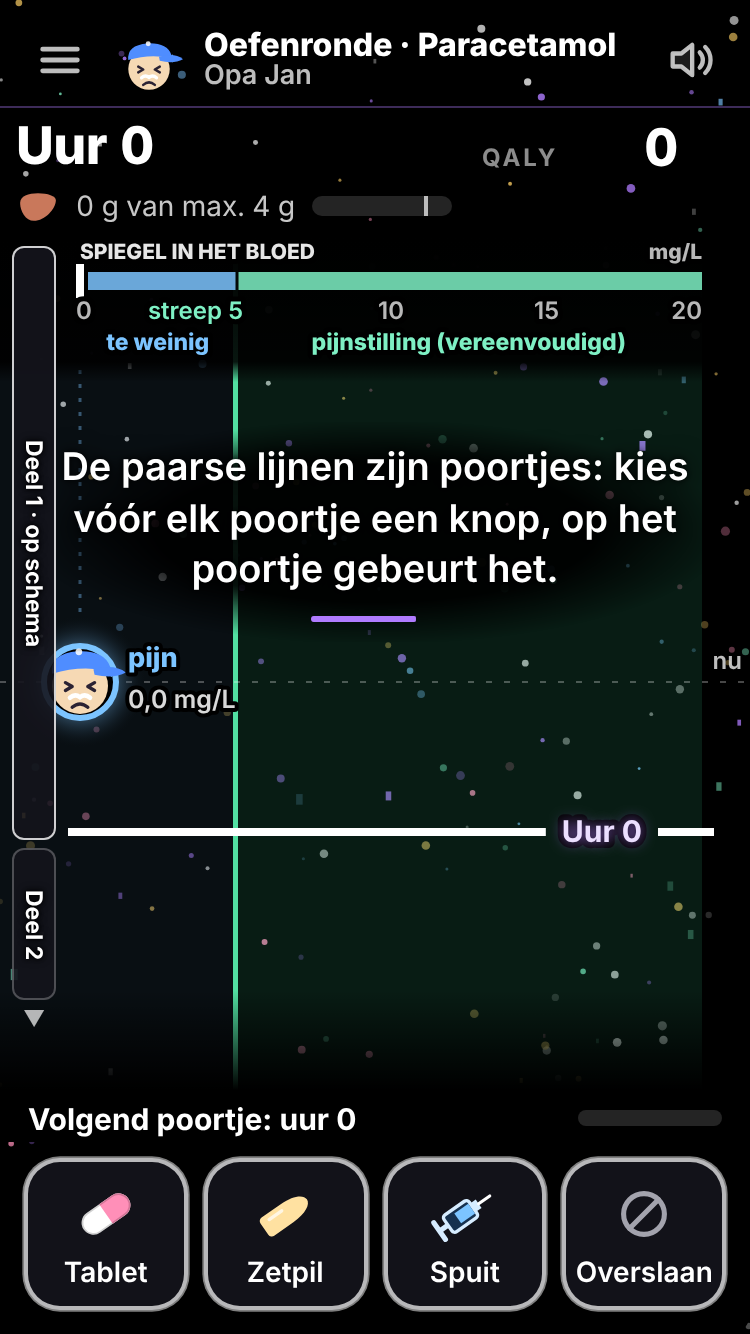 Oefenronde · Paracetamol
Opa Jan
Uur 0
QALY
0
0 g van max. 4 g
SPIEGEL IN HET BLOED
mg/L
0 streep 5 10 15 20
te weinig
pijnstilling (vereenvoudigd)
Deel 1 · op schema
De paarse lijnen zijn poortjes: kies
vóór elk poortje een knop, op het
poortje gebeurt het.
pijn
nu
0,0 mg/L
Uur 0
Deel 2
Volgend poortje: uur 0
Tablet
Zetpil
Spuit
Overslaan